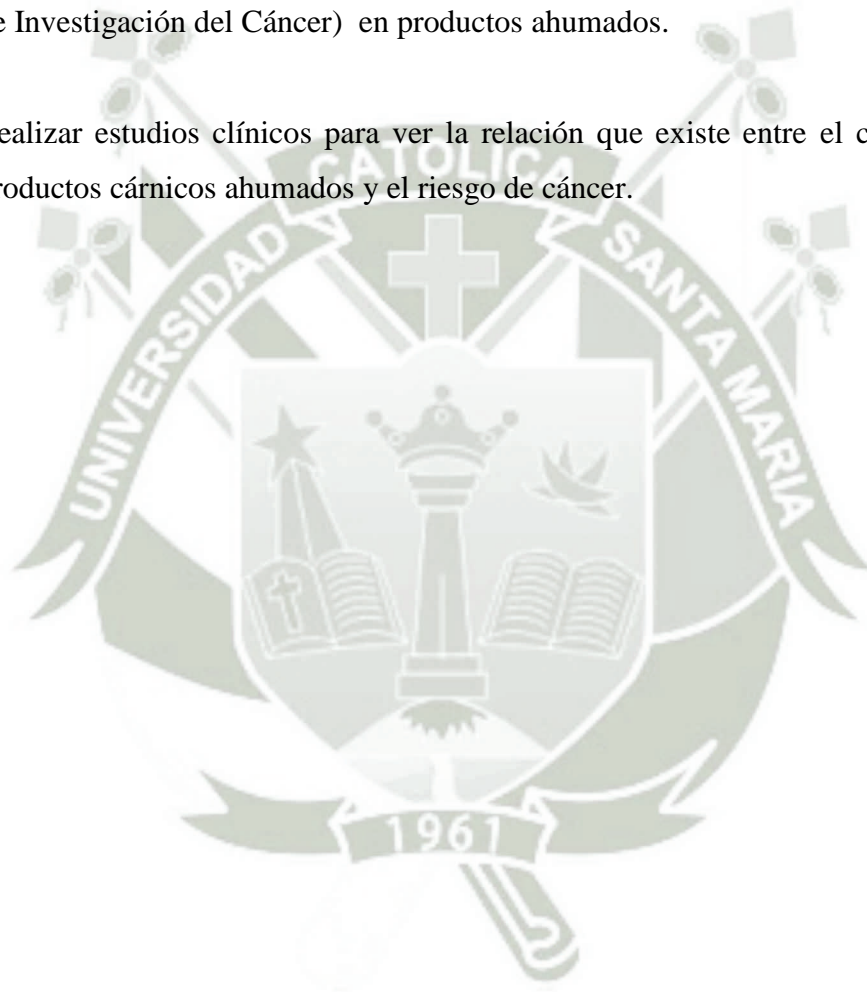 e Investigación del Cáncer) en productos ahumados.
ealizar estudios clínicos para ver la relación que existe entre el c
roductos cárnicos ahumados y el riesgo de cáncer.
UNIVERSIDAD CATOLICA SANTA MARIA
1961